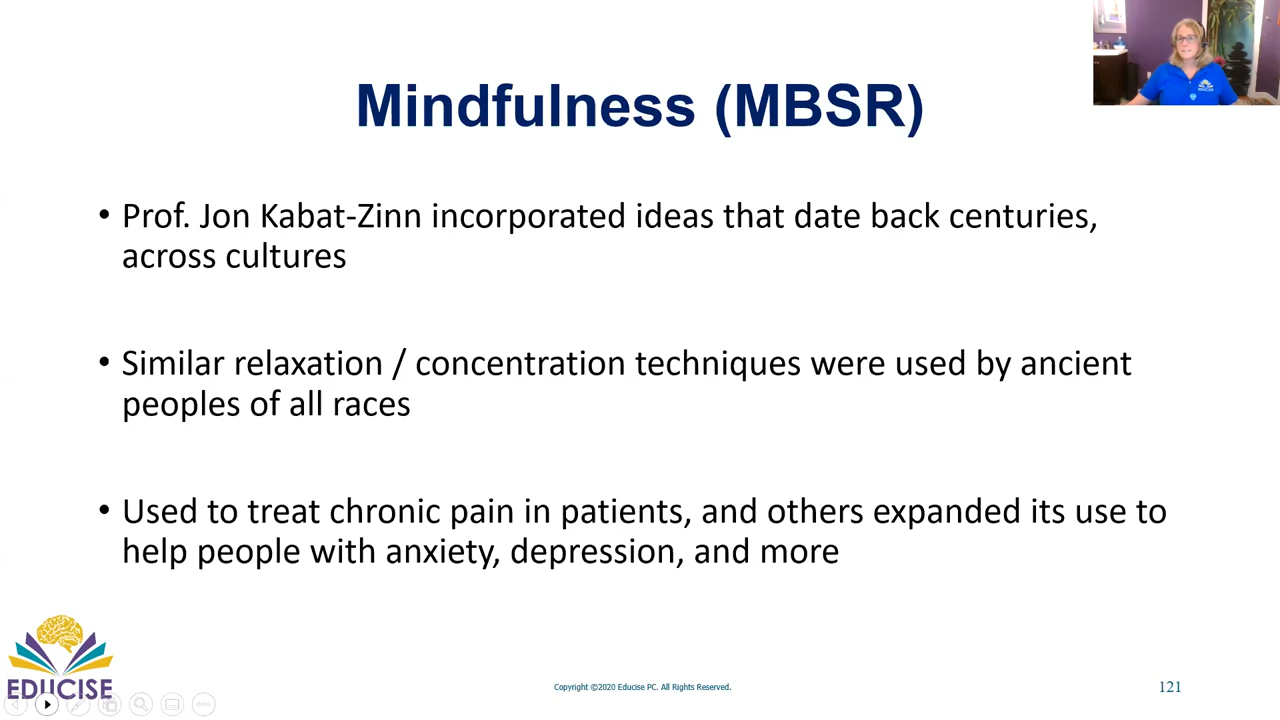 Mindfulness (MBSR)
• Prof. Jon Kabat-Zinn incorporated ideas that date back centuries,
across cultures
• Similar relaxation / concentration techniques were used by ancient
peoples of all races
• Used to treat chronic pain in patients, and others expanded its use to
help people with anxiety, depression, and more
EDUCISE
Copyright ©2020 Educise PC. All Rights Reserved.
121